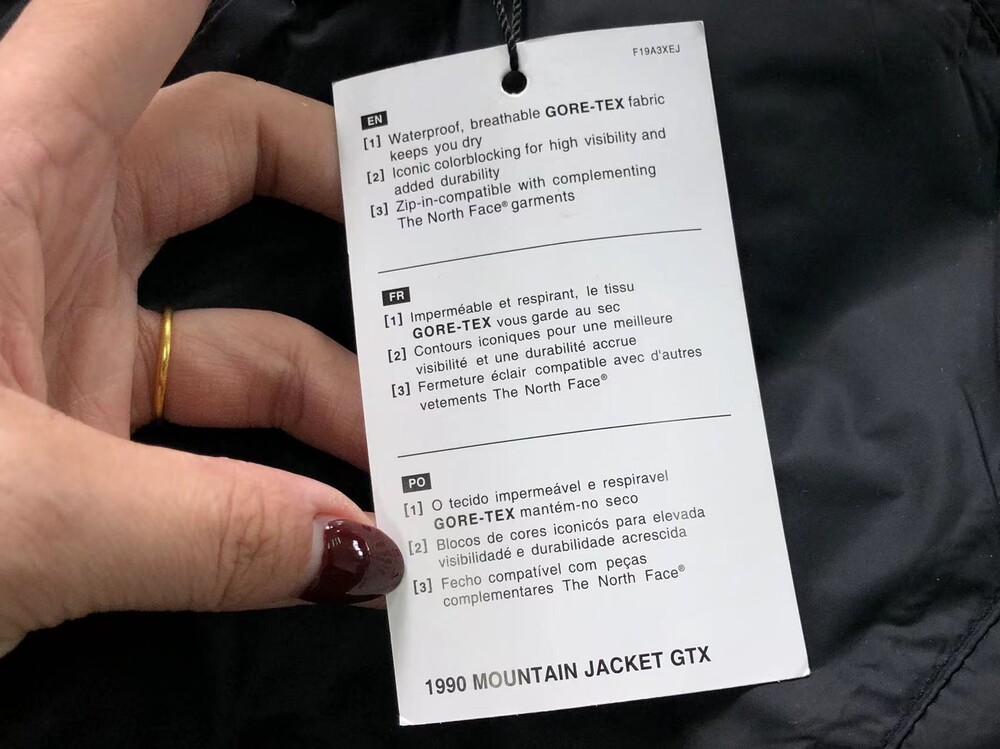 F19A3XEJ
EN
[1] Waterproof, breathable GORE-TEX fabric
keeps you dry
[2] Iconic colorblocking for high visibility and
added durability
[3] Zip-in-compatible with complementing
The North Face® garments
FR
[1] Imperméable et respirant, le tissu
GORE-TEX vous garde au sec
[2] Contours iconiques pour une meilleure
visibilité et une durabilité accrue
[3] Fermeture éclair compatible avec d'autres
vetements The North Face®
PO
[1] O tecido impermeável e respiravel
GORE-TEX mantém-no seco
[2] Blocos de cores iconicós para elevada
visibilidadé e durabilidade acrescida
[3] Fecho compatível com peças
complementares The North Face®
1990 MOUNTAIN JACKET GTX